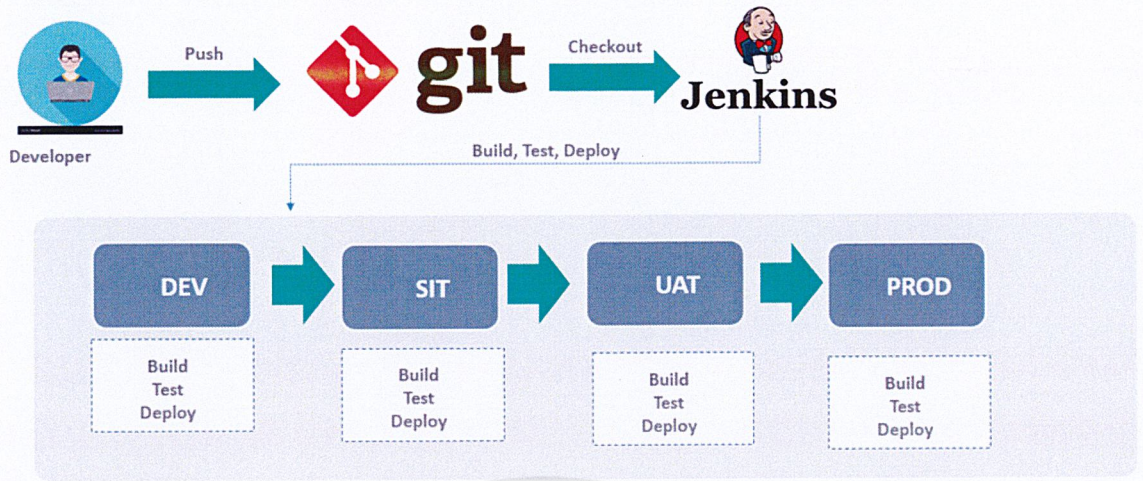 Push
git
Checkout
Jenkins
Developer
Build, Test, Deploy
DEV
SIT
UAT
PROD
Build
Test
Deploy
Build
Test
Deploy
Build
Test
Deploy
Build
Test
Deploy